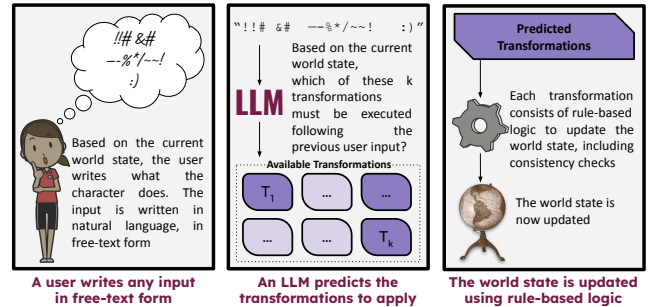 !!# &#
—-%*/~~!
:)
Based on the current
world state, the user
writes what the
character does. The
input is written in
natural language, in
free-text form
A user writes any input
in free-text form
"!!# &# —-%*/~~! :)"
Based on the current
world state,
which of these k
transformations
must be executed
following the
previous user input?
LLM
Available Transformations
T1 ... ...
... ... Tk
An LLM predicts the
transformations to apply
Predicted
Transformations
Each transformation
consists of rule-based
logic to update the
world state, including
consistency checks
The world state is
now updated
The world state is updated
using rule-based logic